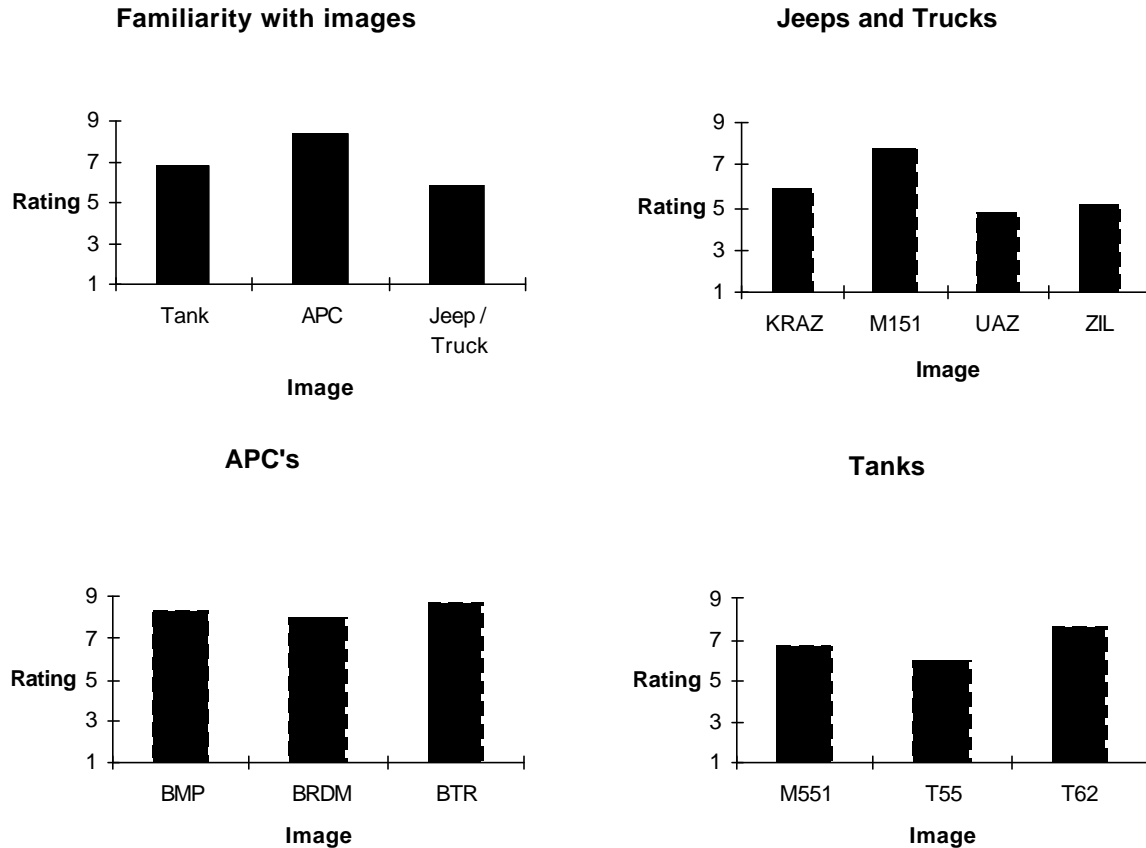 Familiarity with images
9
7
Rating 5
3
1
Tank APC Jeep /
Truck
Image
Jeeps and Trucks
9
7
Rating 5
3
1
KRAZ M151 UAZ ZIL
Image
APC's
9
7
Rating 5
3
1
BMP BRDM BTR
Image
Tanks
9
7
Rating 5
3
1
M551 T55 T62
Image